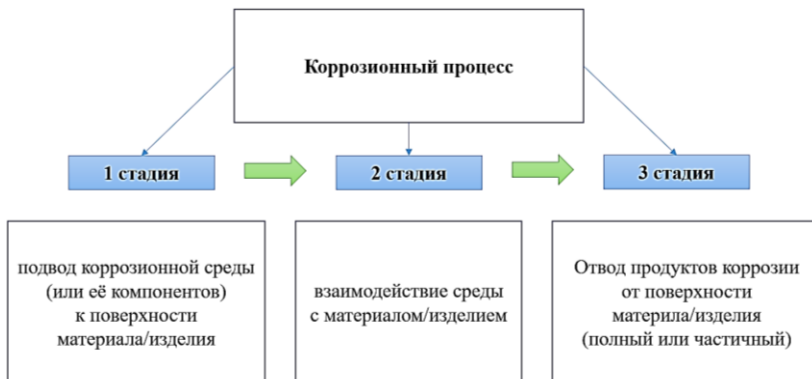 Коррозионный процесс
1 стадия
2 стадия
3 стадия
подвод коррозионной среды
(или её компонентов)
к поверхности
материала/изделия
взаимодействие среды
с материалом/изделием
Отвод продуктов коррозии
от поверхности
материла/изделия
(полный или частичный)